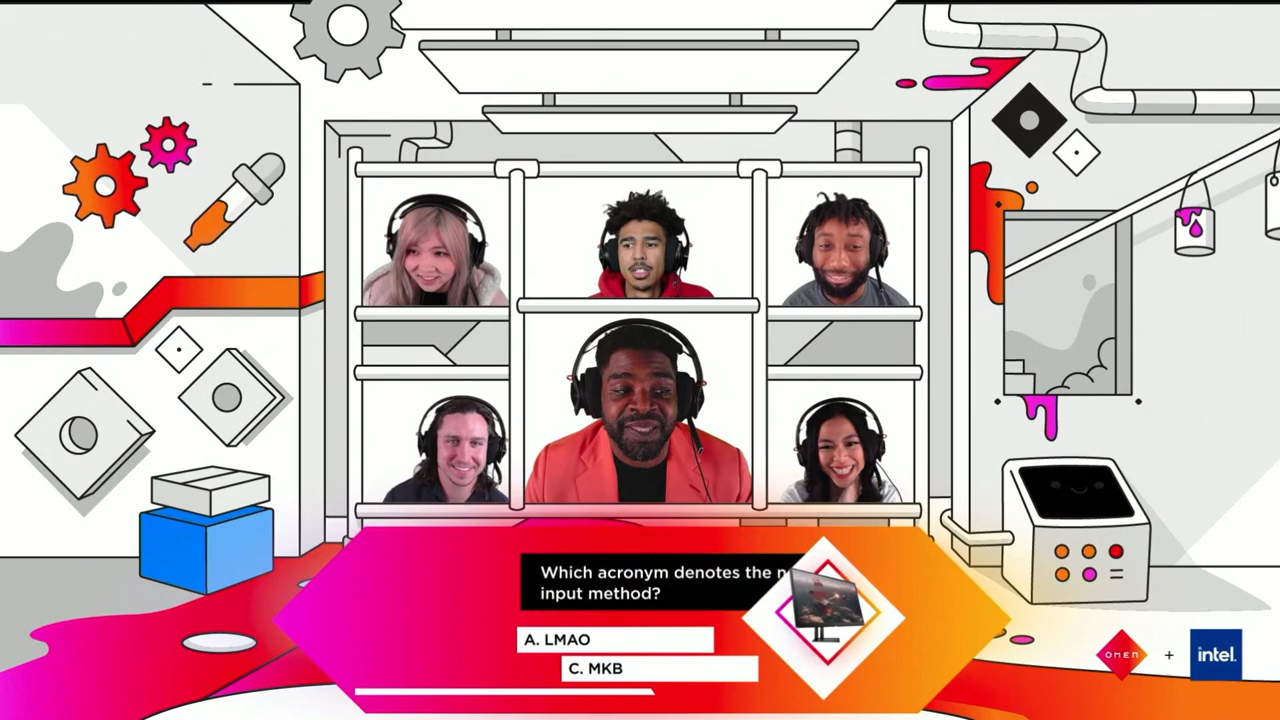 Which acronym denotes the
input method?
A. LMAO
C. MKB
OMEN
+
intel.